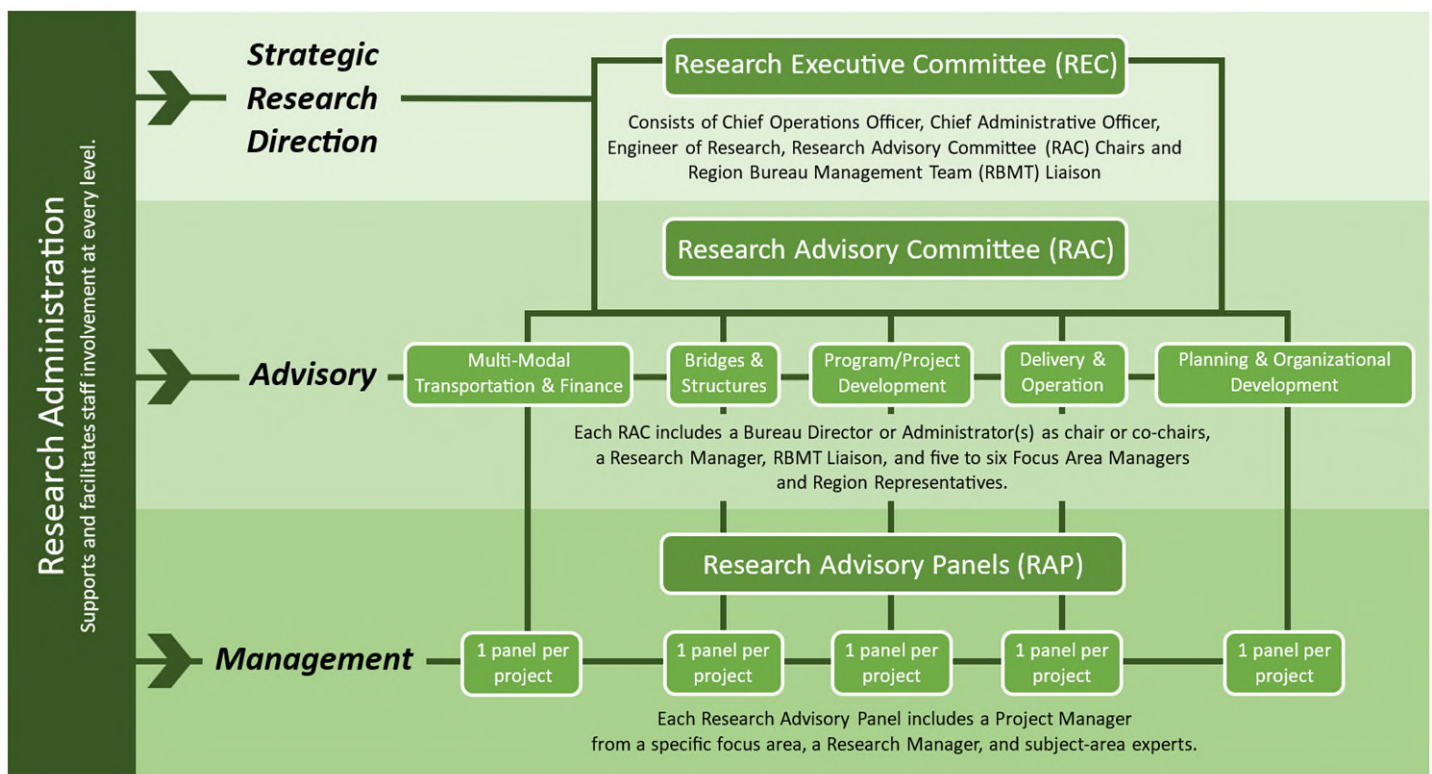 Research Administration
Supports and facilitates staff involvement at every level.
Strategic
Research
Direction
Research Executive Committee (REC)
Consists of Chief Operations Officer, Chief Administrative Officer,
Engineer of Research, Research Advisory Committee (RAC) Chairs and
Region Bureau Management Team (RBMT) Liaison
Research Advisory Committee (RAC)
Advisory
Multi-Modal
Transportation & Finance
Bridges &
Structures
Program/Project
Development
Delivery &
Operation
Planning & Organizational
Development
Each RAC includes a Bureau Director or Administrator(s) as chair or co-chairs,
a Research Manager, RBMT Liaison, and five to six Focus Area Managers
and Region Representatives.
Research Advisory Panels (RAP)
Management
1 panel per
project
1 panel per
project
1 panel per
project
1 panel per
project
1 panel per
project
Each Research Advisory Panel includes a Project Manager
from a specific focus area, a Research Manager, and subject-area experts.